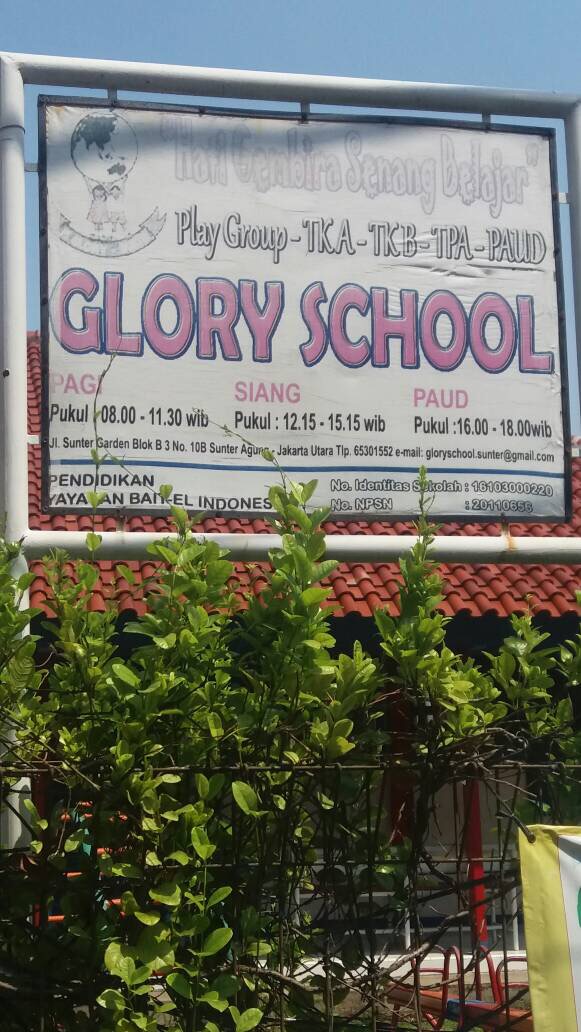 "Hati Gembira Senang Belajar"
Play Group - TKA - TKB - TPA - PAUD
GLORY SCHOOL
PAGI SIANG PAUD
Pukul : 08.00 - 11.30 wib Pukul : 12.15 - 15.15 wib Pukul :16.00 - 18.00wib
Jl. Sunter Garden Blok B 3 No. 10B Sunter Agung - Jakarta Utara Tlp. 65301552 e-mail: gloryschool.sunter@gmail.com
PENDIDIKAN No. Identitas Sekolah : 16103000220
YAYASAN INDONES No. NPSN : 20110656